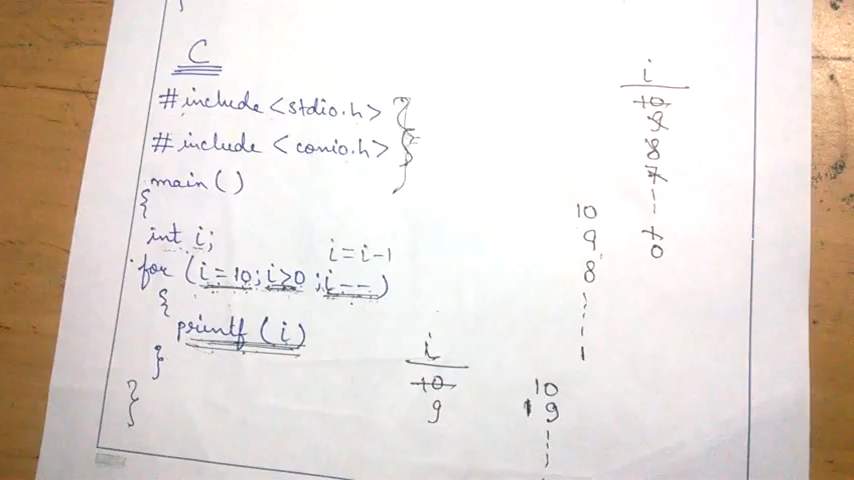 C
#include <stdio.h>
#include <conio.h>
main()
{
int i;
i = i-1
for (i=10; i>0; i--)
{
printf (i)
}
}
i
10
9
10
9
8
1
10
9
i
10
9
8
7
1
0